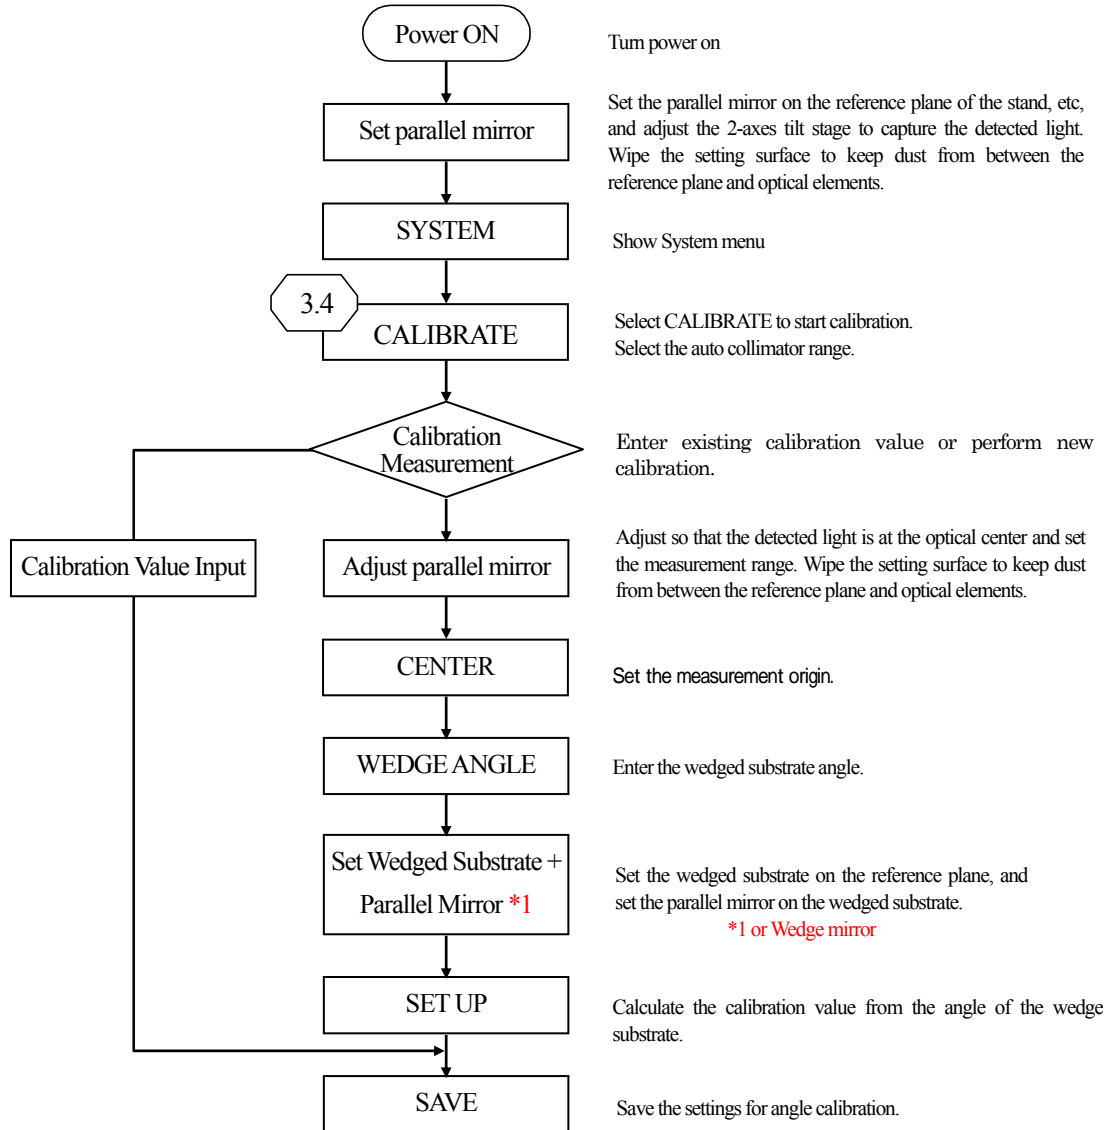 Power ON
Turn power on
Set parallel mirror
Set the parallel mirror on the reference plane of the stand, etc,
and adjust the 2-axes tilt stage to capture the detected light.
Wipe the setting surface to keep dust from between the
reference plane and optical elements.
SYSTEM
Show System menu
3.4
CALIBRATE
Select CALIBRATE to start calibration.
Select the auto collimator range.
Calibration
Measurement
Enter existing calibration value or perform new
calibration.
Calibration Value Input
Adjust parallel mirror
Adjust so that the detected light is at the optical center and set
the measurement range. Wipe the setting surface to keep dust
from between the reference plane and optical elements.
CENTER
Set the measurement origin.
WEDGE ANGLE
Enter the wedged substrate angle.
Set Wedged Substrate +
Parallel Mirror *1
Set the wedged substrate on the reference plane, and
set the parallel mirror on the wedged substrate.
*1 or Wedge mirror
SET UP
Calculate the calibration value from the angle of the wedge
substrate.
SAVE
Save the settings for angle calibration.